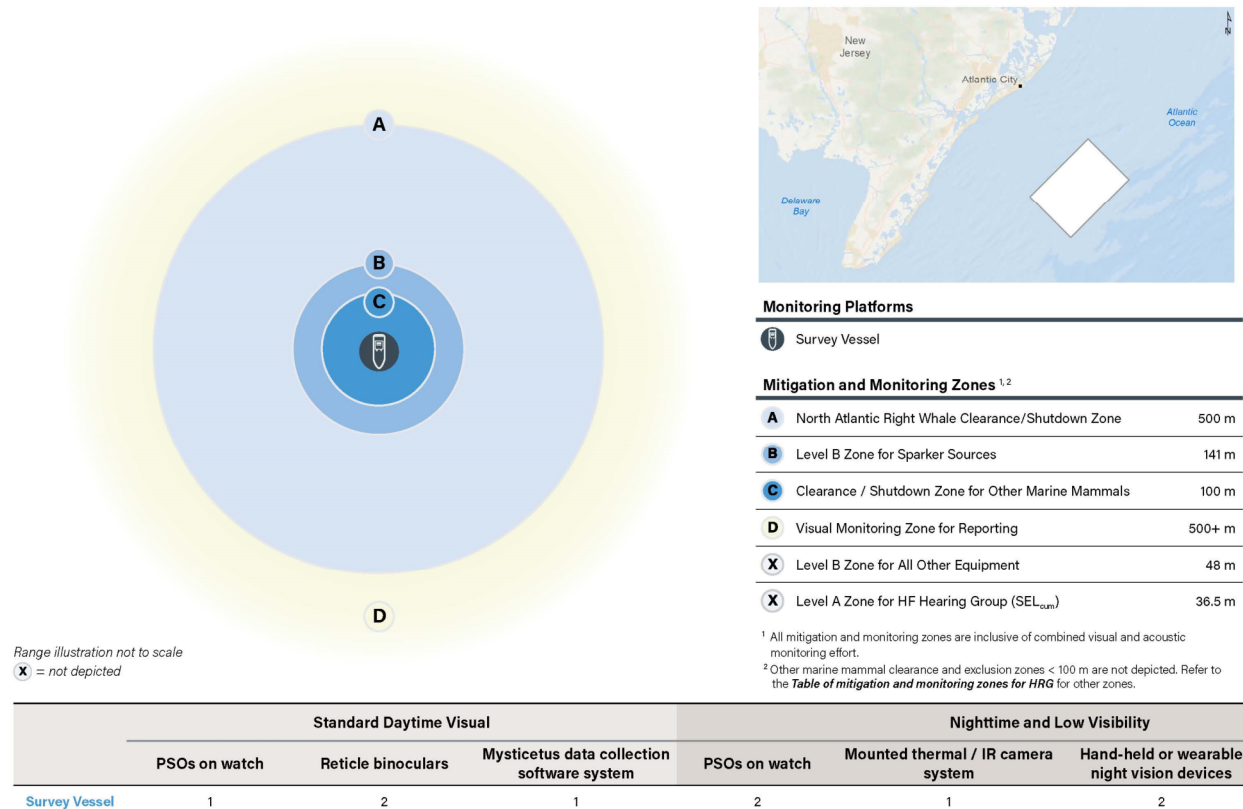 A
B
C
D
Range illustration not to scale
X = not depicted
New
Jersey
Atlantic City
Atlantic
Ocean
Delaware
Bay
N
Monitoring Platforms
Survey Vessel
Mitigation and Monitoring Zones 1, 2
A North Atlantic Right Whale Clearance/Shutdown Zone 500 m
B Level B Zone for Sparker Sources 141 m
C Clearance / Shutdown Zone for Other Marine Mammals 100 m
D Visual Monitoring Zone for Reporting 500+ m
X Level B Zone for All Other Equipment 48 m
X Level A Zone for HF Hearing Group (SELcum) 36.5 m
1 All mitigation and monitoring zones are inclusive of combined visual and acoustic
monitoring effort.
2 Other marine mammal clearance and exclusion zones < 100 m are not depicted. Refer to
the Table of mitigation and monitoring zones for HRG for other zones.
Standard Daytime Visual Nighttime and Low Visibility
PSOs on watch Reticle binoculars Mysticetus data collection software system PSOs on watch Mounted thermal / IR camera system Hand-held or wearable night vision devices
Survey Vessel 1 2 1 2 1 2